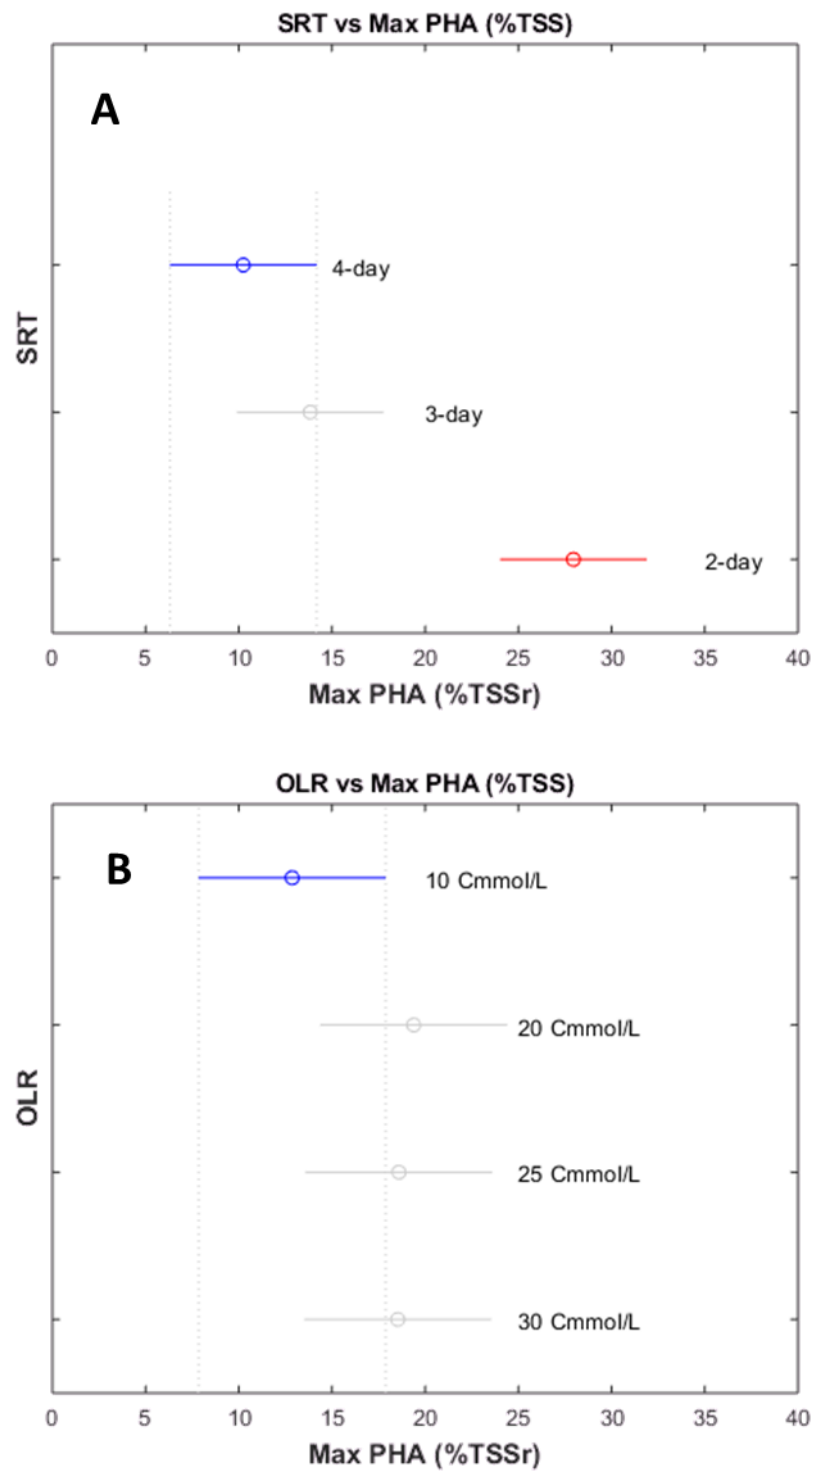 SRT vs Max PHA (%TSS)
A
4-day
SRT
3-day
2-day
0 5 10 15 20 25 30 35 40
Max PHA (%TSSr)
OLR vs Max PHA (%TSS)
B
10 Cmmol/L
20 Cmmol/L
OLR
25 Cmmol/L
30 Cmmol/L
0 5 10 15 20 25 30 35 40
Max PHA (%TSSr)